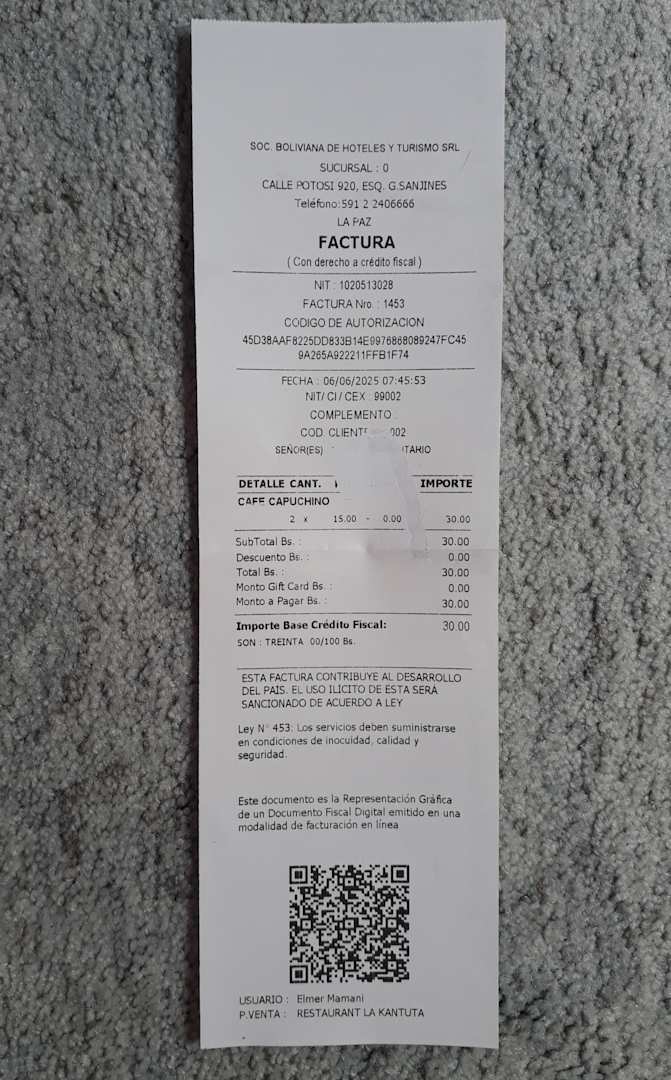 SOC. BOLIVIANA DE HOTELES Y TURISMO SRL
SUCURSAL : 0
CALLE POTOSI 920, ESQ. G.SANJINES
Teléfono:591 2 2406666
LA PAZ
FACTURA
( Con derecho a crédito fiscal )
NIT : 1020513028
FACTURA Nro. : 1453
CODIGO DE AUTORIZACION
45D38AAF8225DD833B14E9976868089247FC45
9A265A922211FFB1F74
FECHA : 06/06/2025 07:45:53
NIT/ CI / CEX : 99002
COMPLEMENTO :
COD. CLIENTE 002
SEÑOR(ES) TARIO
DETALLE CANT. IMPORTE
CAFE CAPUCHINO
2 x 15.00 - 0.00 30.00
SubTotal Bs. : 30.00
Descuento Bs. : 0.00
Total Bs. : 30.00
Monto Gift Card Bs. : 0.00
Monto a Pagar Bs. : 30.00
Importe Base Crédito Fiscal: 30.00
SON : TREINTA 00/100 Bs.
ESTA FACTURA CONTRIBUYE AL DESARROLLO
DEL PAIS. EL USO ILICITO DE ESTA SERA
SANCIONADO DE ACUERDO A LEY
Ley N° 453: Los servicios deben suministrarse
en condiciones de inocuidad, calidad y
seguridad.
Este documento es la Representación Gráfica
de un Documento Fiscal Digital emitido en una
modalidad de facturación en línea
USUARIO : Elmer Mamani
P.VENTA : RESTAURANT LA KANTUTA